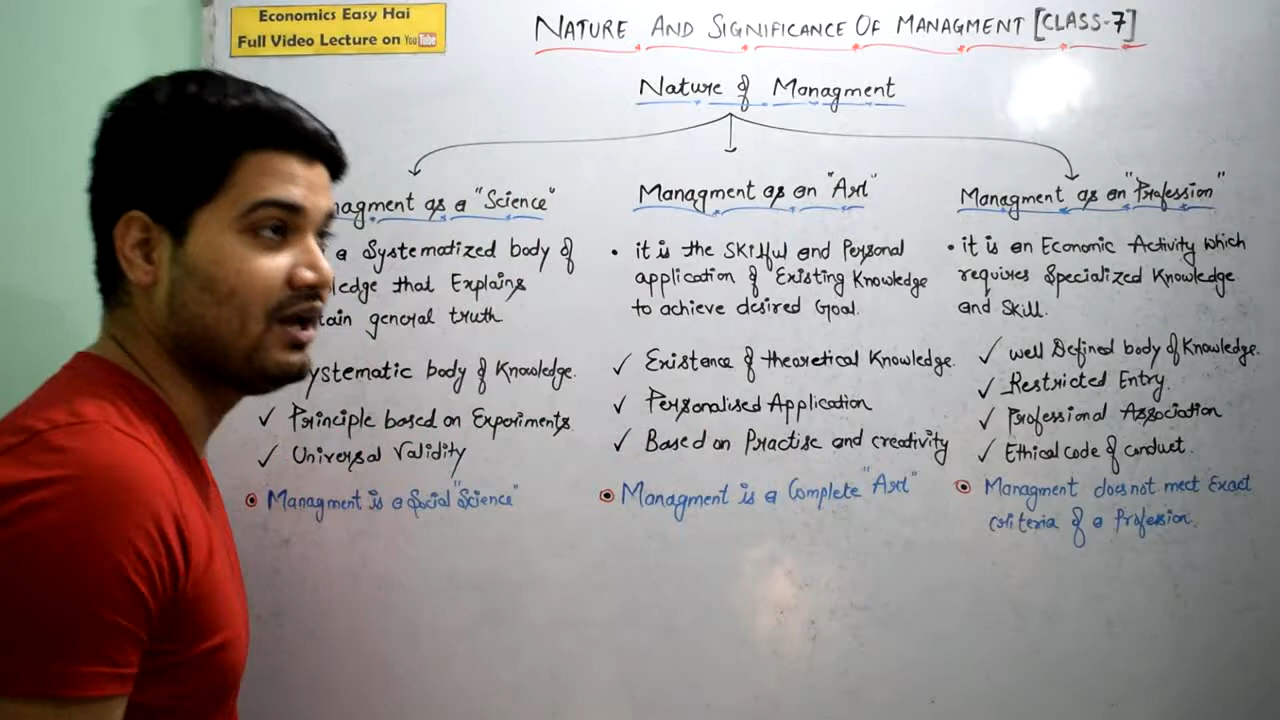 Economics Easy Hai
Full Video Lecture on YouTube
NATURE AND SIGNIFICANCE OF MANAGMENT [CLASS-7]
Nature of Managment
as a "Science"
a Systematized body of
that Explains
general truth
Systematic body of Knowledge.
✓ Principle based on Experiments
✓ Universal Validity
Managment is a Social "Science"
Managment as an "Art"
• it is the Skilful and Personal
application of Existing Knowledge
to achieve desired Goal.
✓ Existence of theoretical Knowledge.
✓ Personalised Application
✓ Based on Practise and creativity
Managment is a Complete "Art"
Managment as an "Profession"
• it is an Economic Activity which
requires Specialized Knowledge
and Skill.
✓ well Defined body of Knowledge.
✓ Restricted Entry.
✓ Professional Association
✓ Ethical code of conduct.
Managment does not meet Exact
criteria of a Profession.